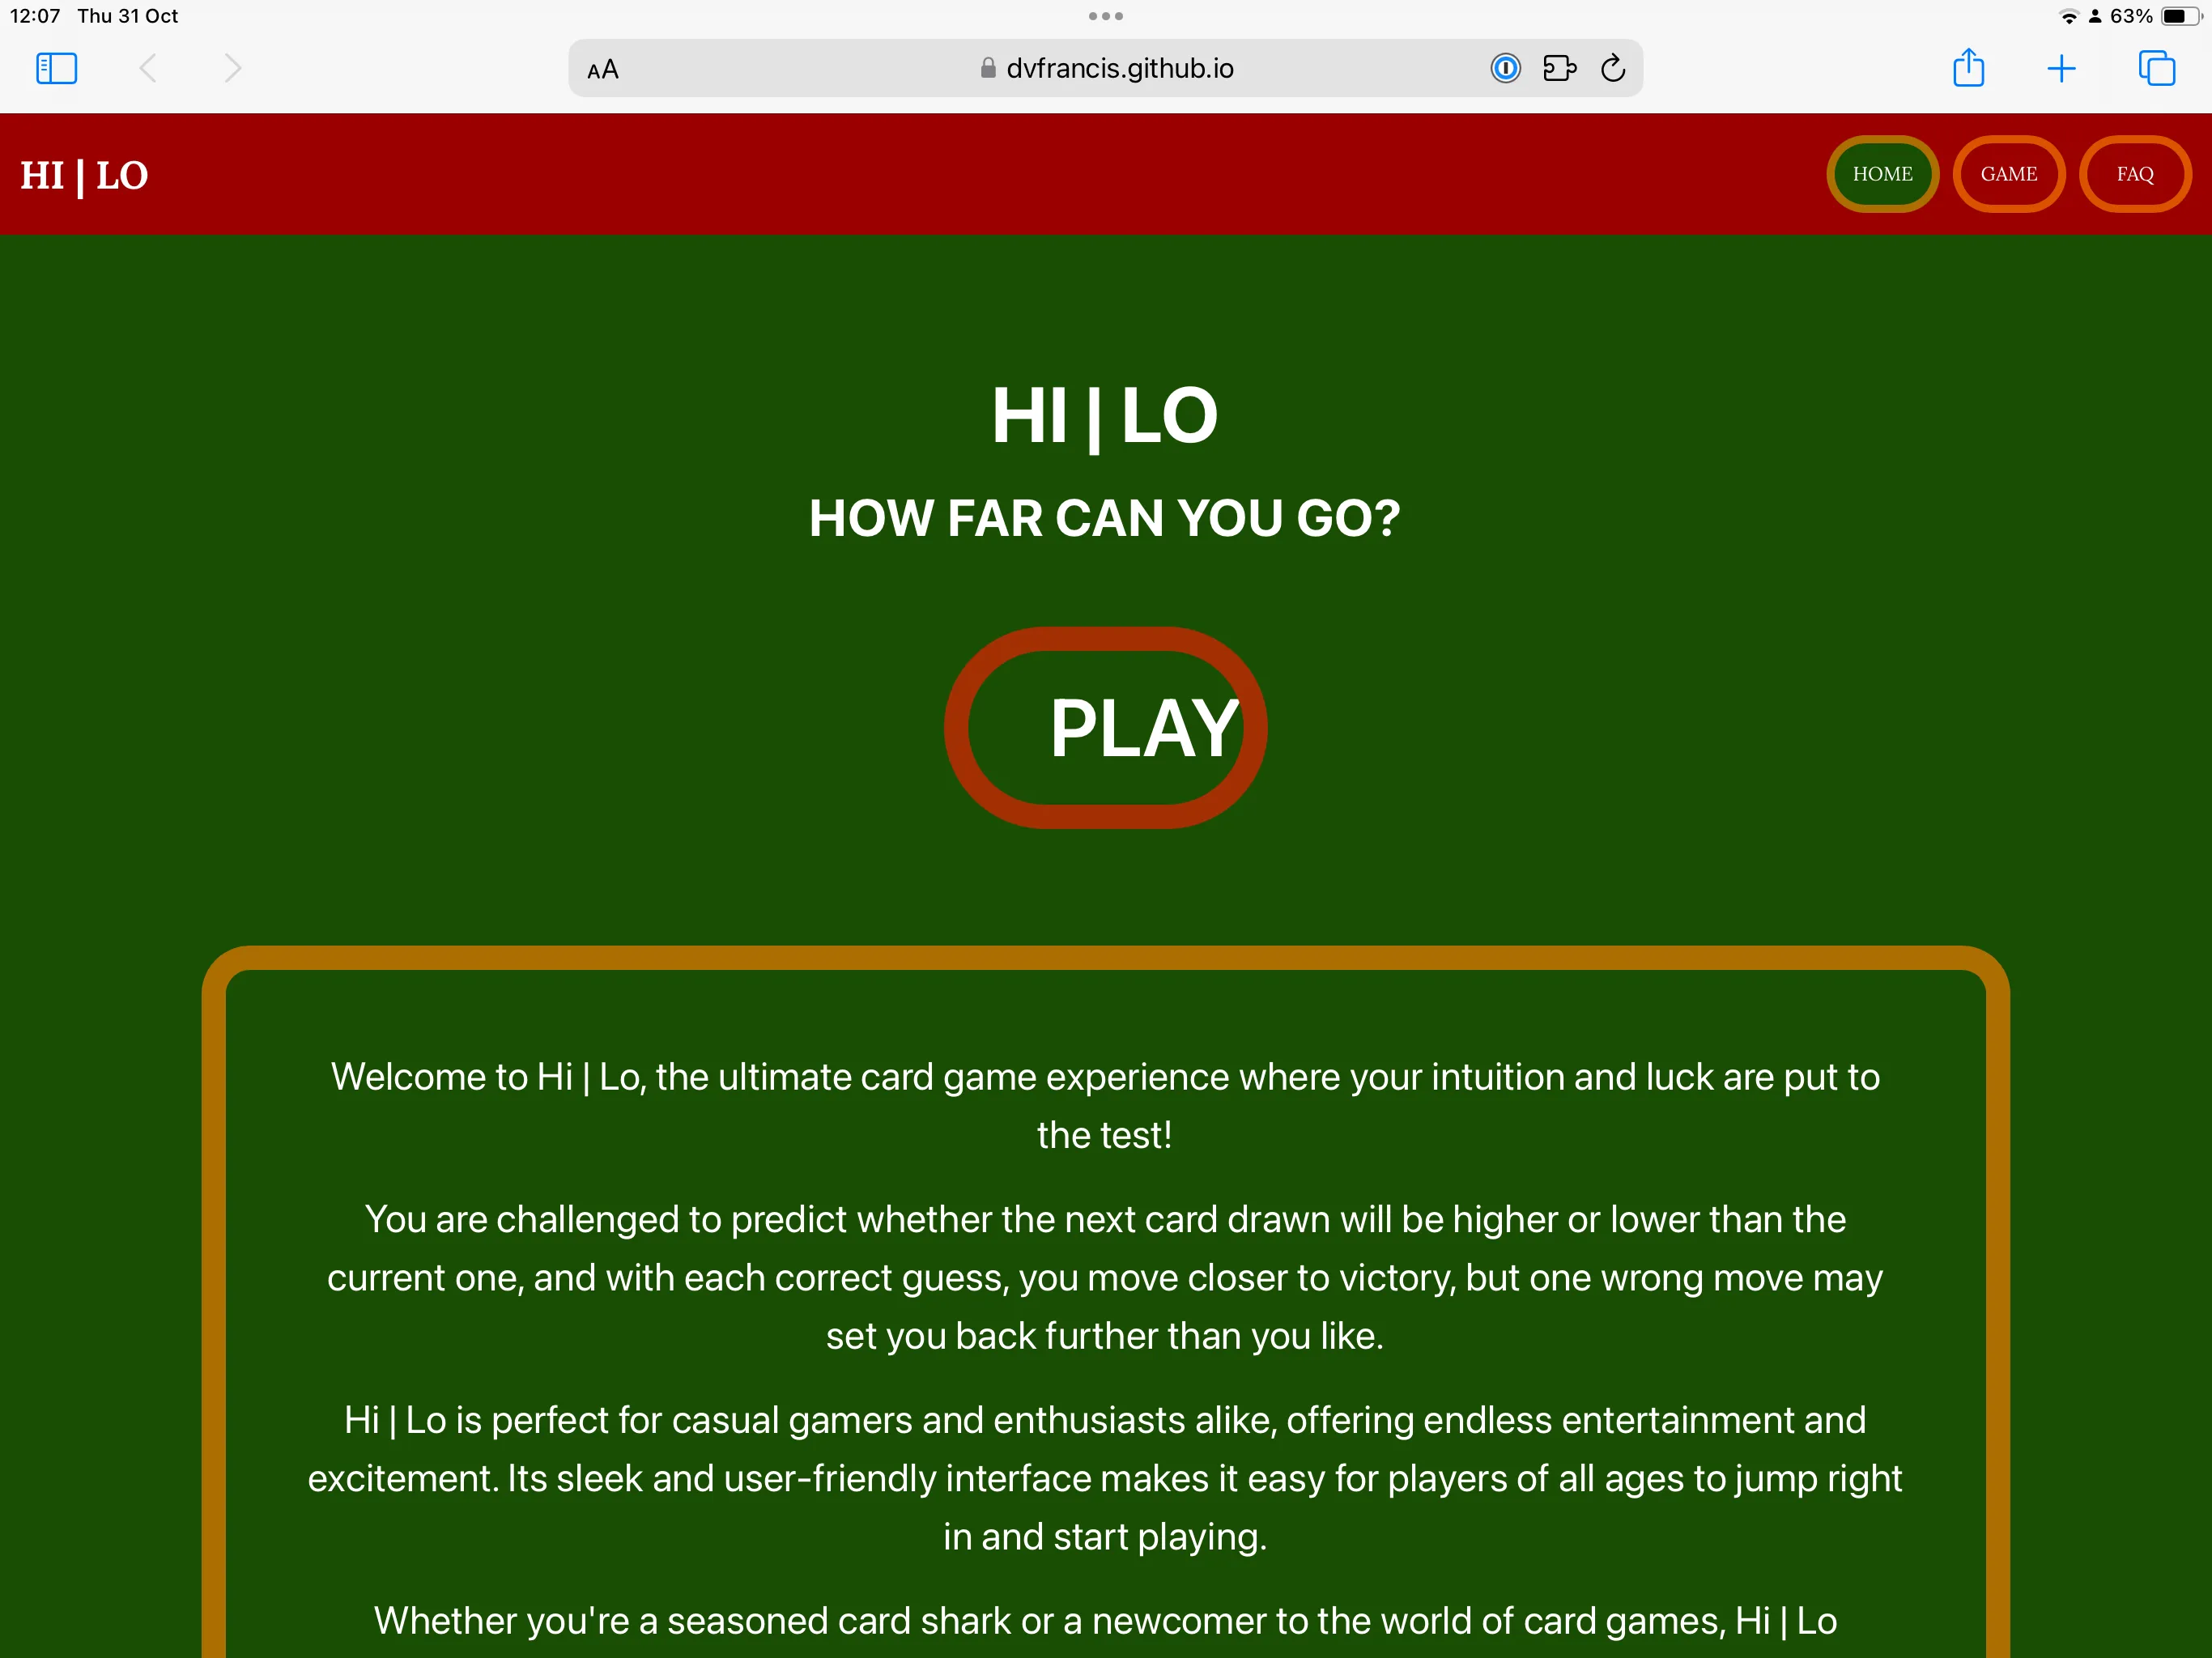 12:07 Thu 31 Oct
63%
AA
dvfrancis.github.io
HI | LO
HOME
GAME
FAQ
HI | LO
HOW FAR CAN YOU GO?
PLAY
Welcome to Hi | Lo, the ultimate card game experience where your intuition and luck are put to
the test!
You are challenged to predict whether the next card drawn will be higher or lower than the
current one, and with each correct guess, you move closer to victory, but one wrong move may
set you back further than you like.
Hi | Lo is perfect for casual gamers and enthusiasts alike, offering endless entertainment and
excitement. Its sleek and user-friendly interface makes it easy for players of all ages to jump right
in and start playing.
Whether you're a seasoned card shark or a newcomer to the world of card games, Hi | Lo